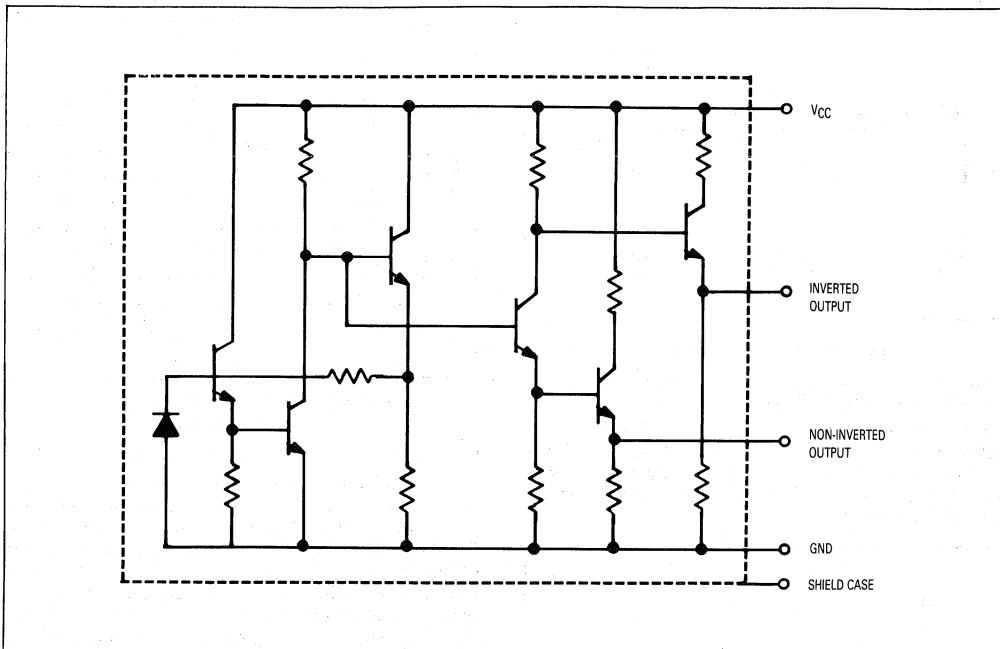 VCC
INVERTED
OUTPUT
NON-INVERTED
OUTPUT
GND
SHIELD CASE